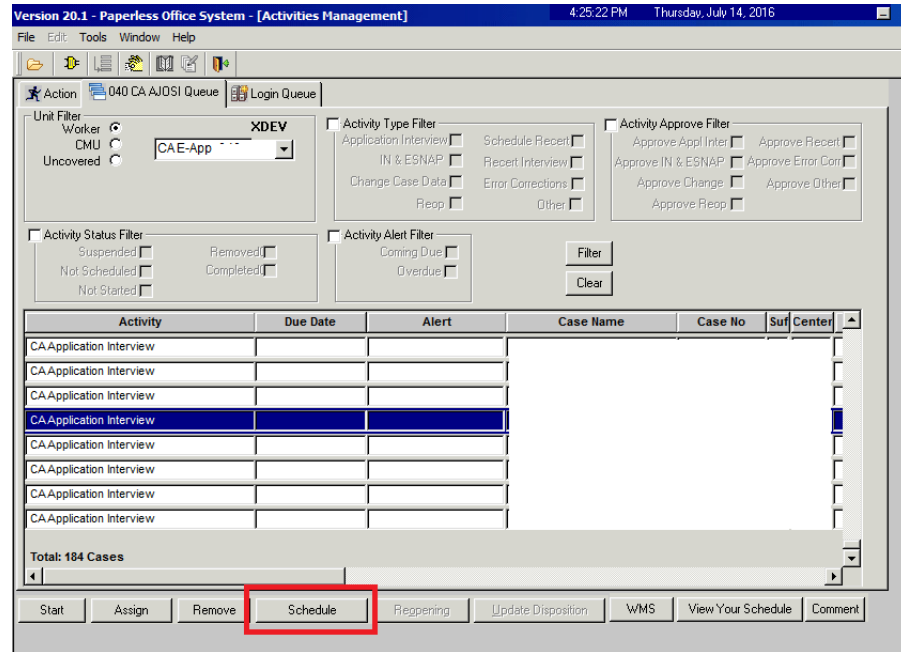 Version 20.1 - Paperless Office System - [Activities Management] 4:25:22 PM Thursday, July 14, 2016
File Edit Tools Window Help
Action 040 CA AJOSI Queue Login Queue
Unit Filter
Worker XDEV
CMU CAE-App
Uncovered
Activity Type Filter
Application Interview Schedule Recert
IN & ESNAP Recert Interview
Change Case Data Error Corrections
Reop Other
Activity Approve Filter
Approve Appl Inter Approve Recert
Approve IN & ESNAP Approve Error Corr
Approve Change Approve Other
Approve Reop
Activity Status Filter
Suspended Removed
Not Scheduled Completed
Not Started
Activity Alert Filter
Coming Due
Overdue
Filter
Clear
Activity Due Date Alert Case Name Case No Suf Center
CA Application Interview
CA Application Interview
CA Application Interview
CA Application Interview
CA Application Interview
CA Application Interview
CA Application Interview
CA Application Interview
Total: 184 Cases
Start Assign Remove Schedule Reopening Update Disposition WMS View Your Schedule Comment